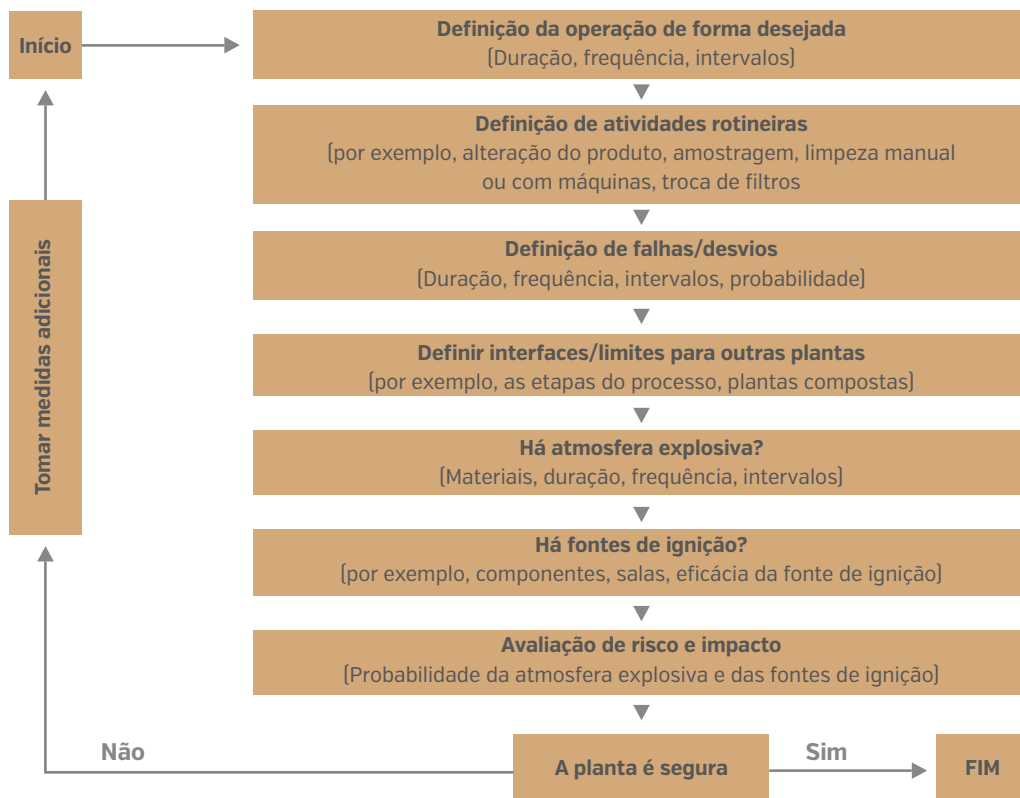 Início
Definição da operação de forma desejada
(Duração, frequência, intervalos)
Definição de atividades rotineiras
(por exemplo, alteração do produto, amostragem, limpeza manual
ou com máquinas, troca de filtros
Definição de falhas/desvios
(Duração, frequência, intervalos, probabilidade)
Definir interfaces/limites para outras plantas
(por exemplo, as etapas do processo, plantas compostas)
Há atmosfera explosiva?
(Materiais, duração, frequência, intervalos)
Há fontes de ignição?
(por exemplo, componentes, salas, eficácia da fonte de ignição)
Avaliação de risco e impacto
(Probabilidade da atmosfera explosiva e das fontes de ignição)
A planta é segura
Sim
FIM
Não
Tomar medidas adicionais